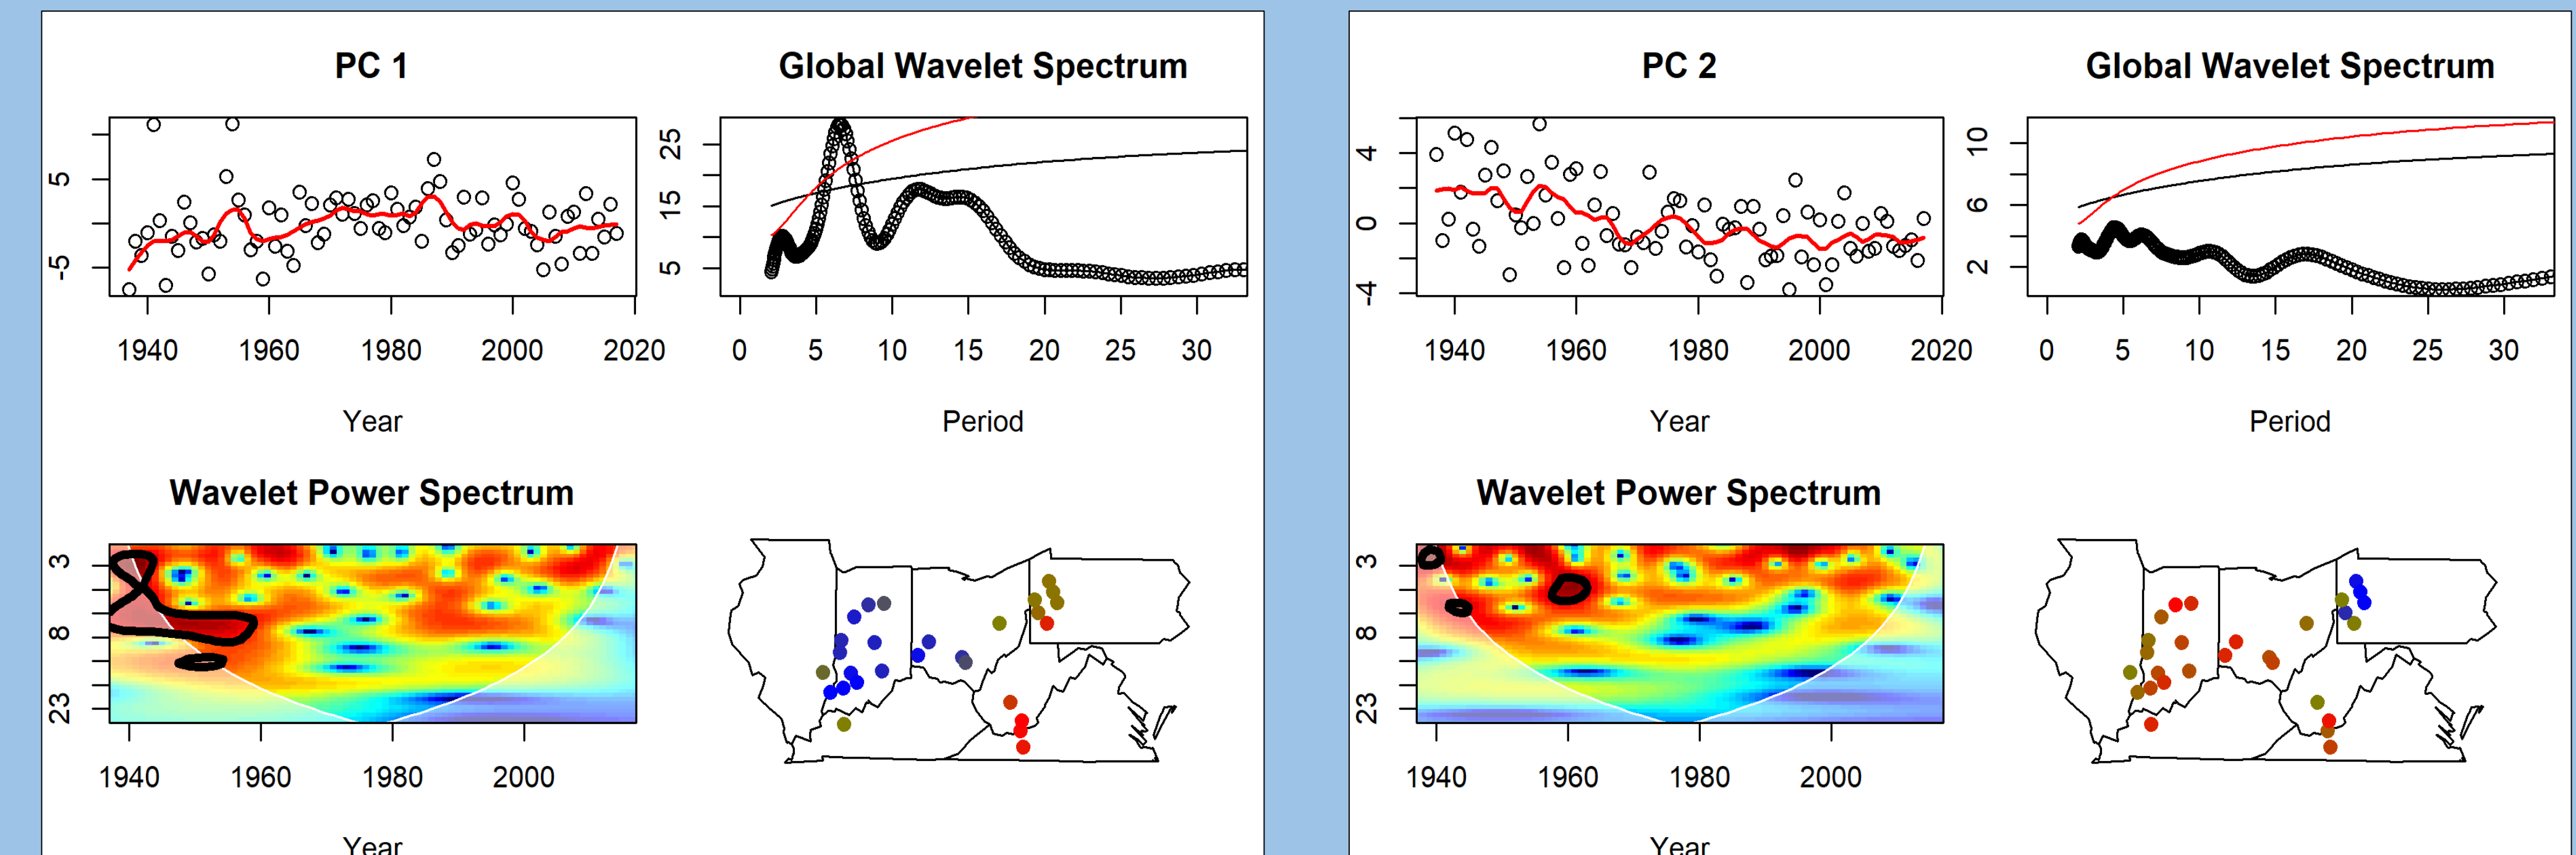 PC 1
Global Wavelet Spectrum
5
-5
1940 1960 1980 2000 2020
Year
25
15
5
0 5 10 15 20 25 30
Period
Wavelet Power Spectrum
3
8
23
1940 1960 1980 2000
Year
PC 2
Global Wavelet Spectrum
4
0
-4
1940 1960 1980 2000 2020
Year
10
6
2
0 5 10 15 20 25 30
Period
Wavelet Power Spectrum
3
8
23
1940 1960 1980 2000
Year